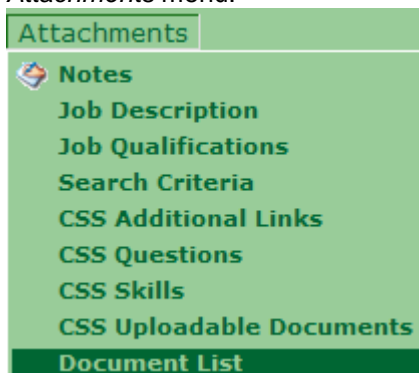 Attachments menu.
Attachments
Notes
Job Description
Job Qualifications
Search Criteria
CSS Additional Links
CSS Questions
CSS Skills
CSS Uploadable Documents
Document List